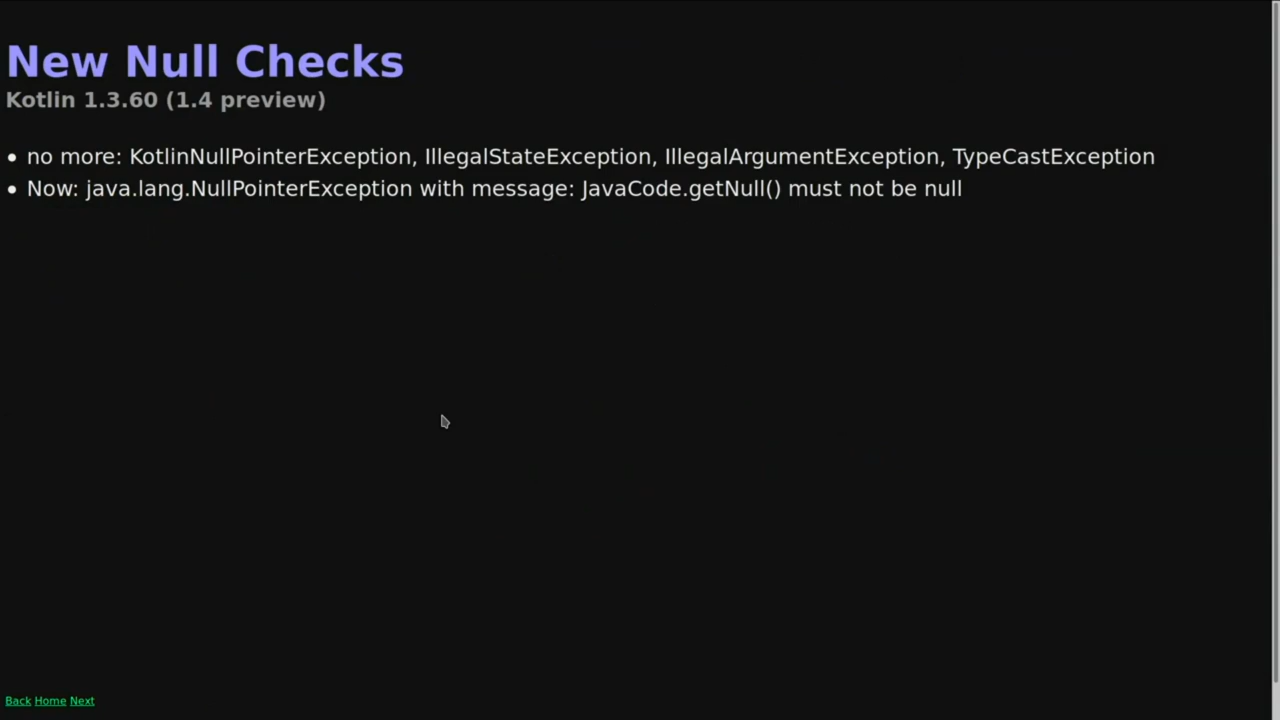 New Null Checks
Kotlin 1.3.60 (1.4 preview)
• no more: KotlinNullPointerException, IllegalStateException, IllegalArgumentException, TypeCastException
• Now: java.lang.NullPointerException with message: JavaCode.getNull() must not be null
Back Home Next